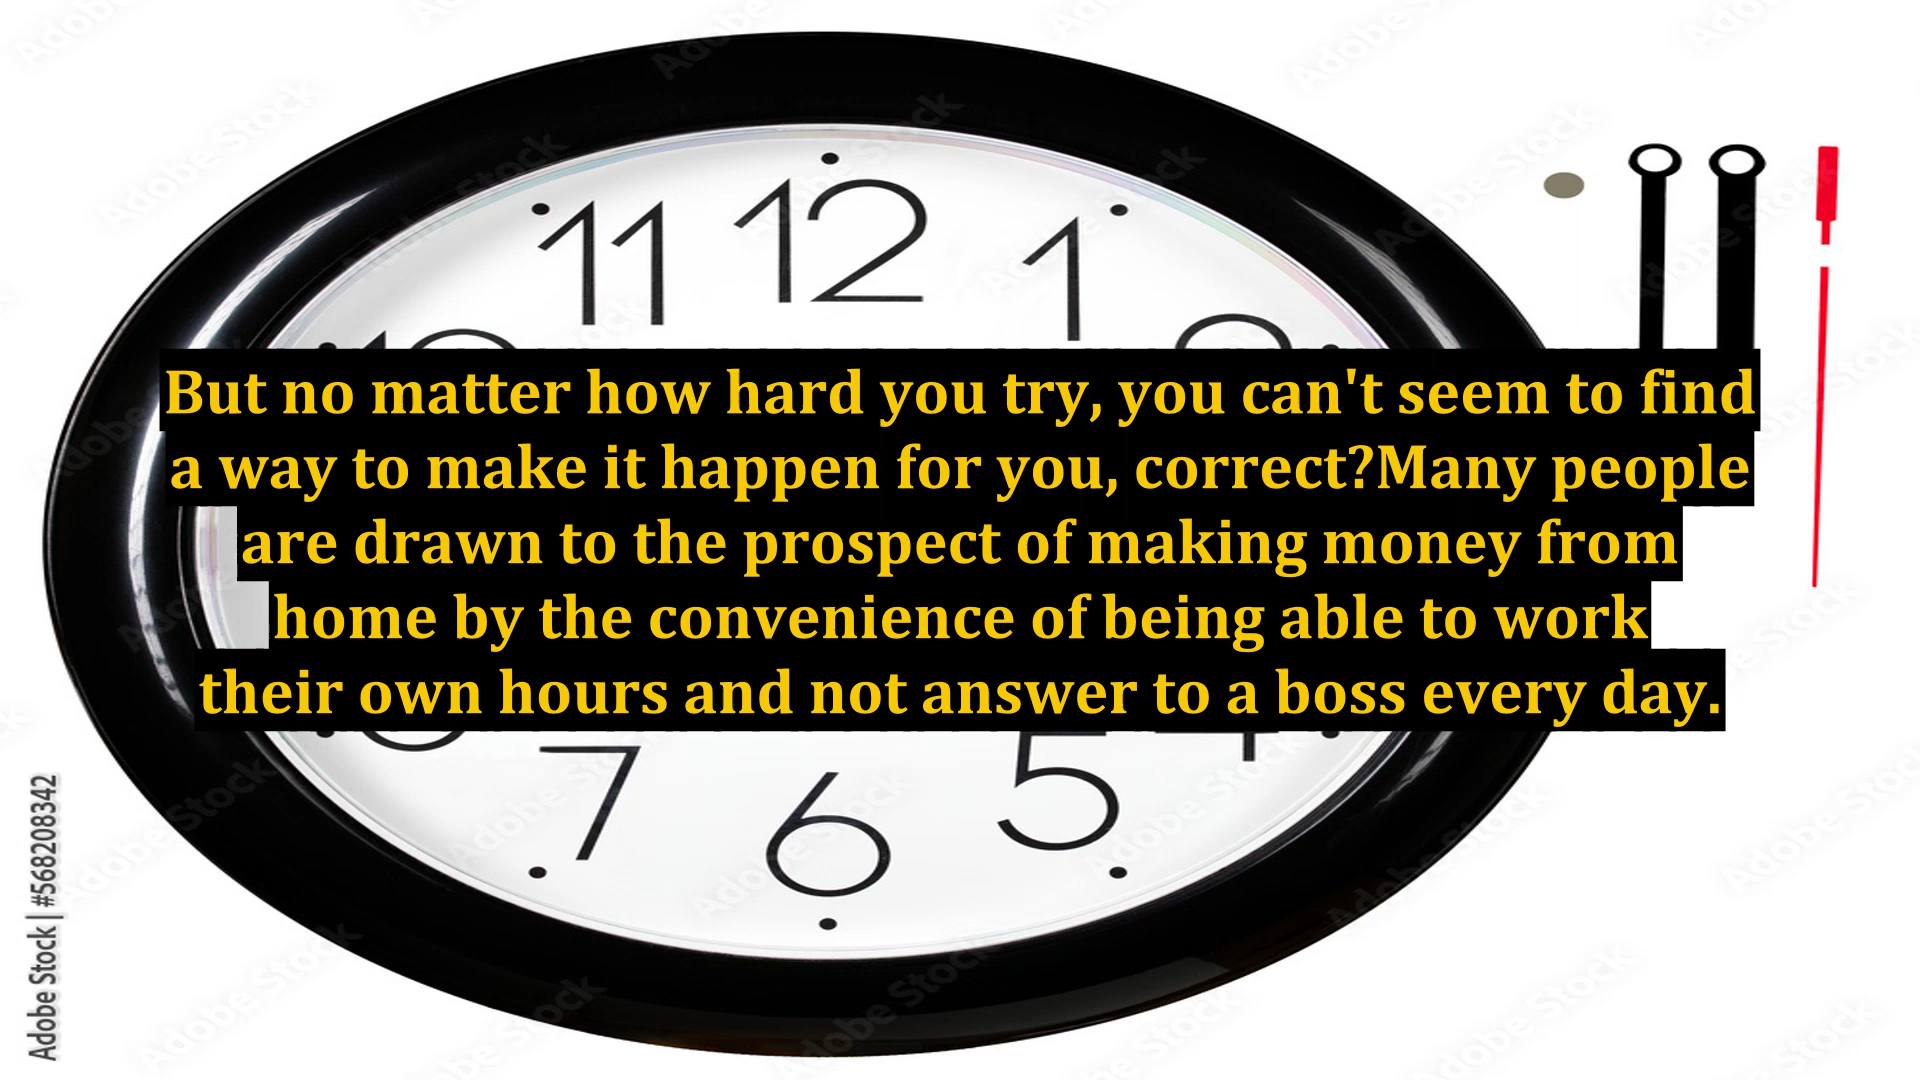 11 12 1
But no matter how hard you try, you can't seem to find
a way to make it happen for you, correct?Many people
are drawn to the prospect of making money from
home by the convenience of being able to work
their own hours and not answer to a boss every day.
7 6 5
Adobe Stock | #568208342